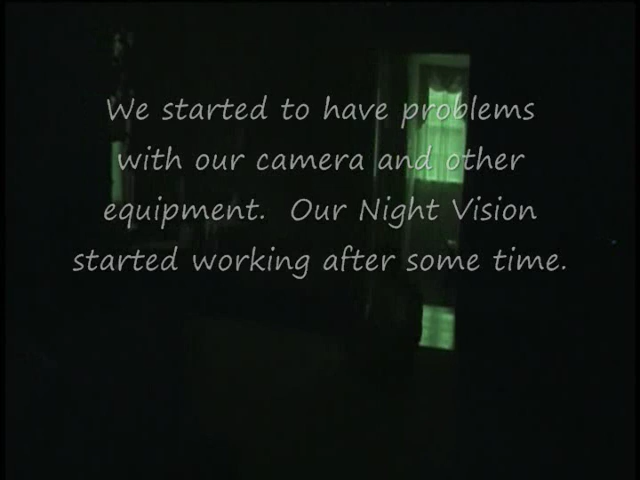 We started to have problems
with our camera and other
equipment.  Our Night Vision
started working after some time.